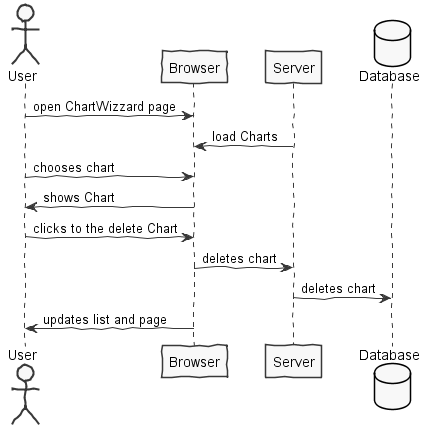 User
Browser
Server
Database
open ChartWizzard page
load Charts
chooses chart
shows Chart
clicks to the delete Chart
deletes chart
deletes chart
updates list and page
User
Browser
Server
Database